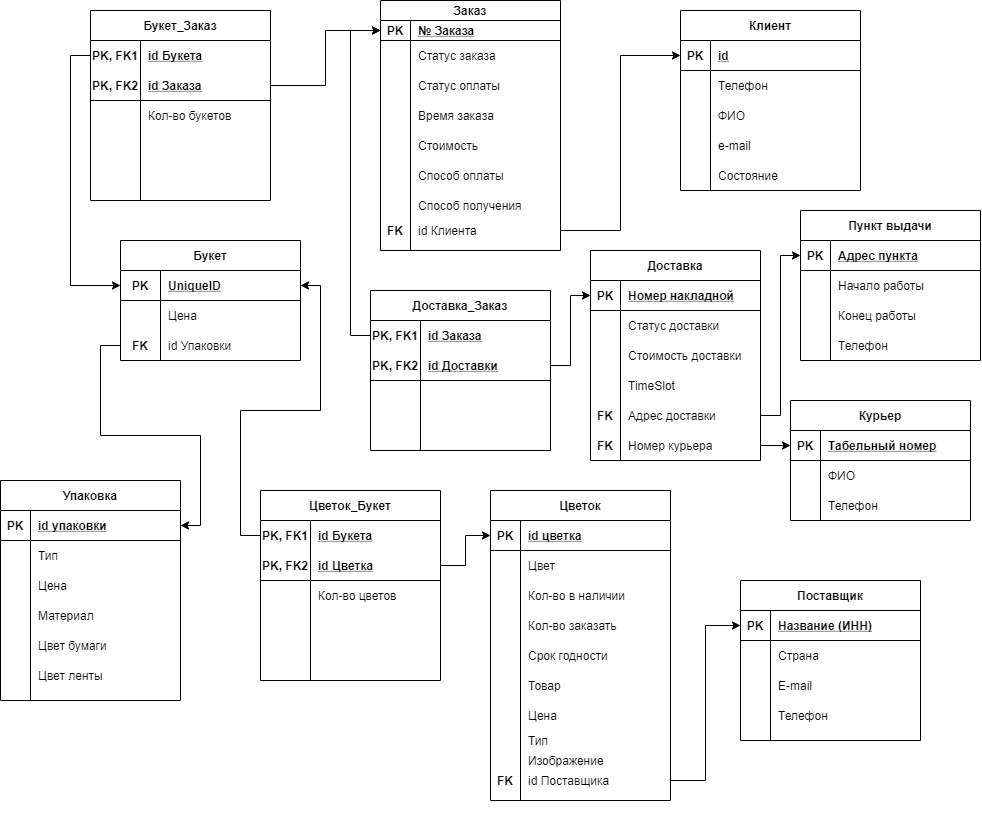 Букет_Заказ
PK, FK1 id Букета
PK, FK2 id Заказа
Кол-во букетов
Заказ
PK № Заказа
Статус заказа
Статус оплаты
Время заказа
Стоимость
Способ оплаты
Способ получения
FK id Клиента
Клиент
PK id
Телефон
ФИО
e-mail
Состояние
Букет
PK UniqueID
Цена
FK id Упаковки
Доставка_Заказ
PK, FK1 id Заказа
PK, FK2 id Доставки
Доставка
PK Номер накладной
Статус доставки
Стоимость доставки
TimeSlot
FK Адрес доставки
FK Номер курьера
Пункт выдачи
PK Адрес пункта
Начало работы
Конец работы
Телефон
Курьер
PK Табельный номер
ФИО
Телефон
Упаковка
PK id упаковки
Тип
Цена
Материал
Цвет бумаги
Цвет ленты
Цветок_Букет
PK, FK1 id Букета
PK, FK2 id Цветка
Кол-во цветов
Цветок
PK id цветка
Цвет
Кол-во в наличии
Кол-во заказать
Срок годности
Товар
Цена
Тип
Изображение
FK id Поставщика
Поставщик
PK Название (ИНН)
Страна
E-mail
Телефон